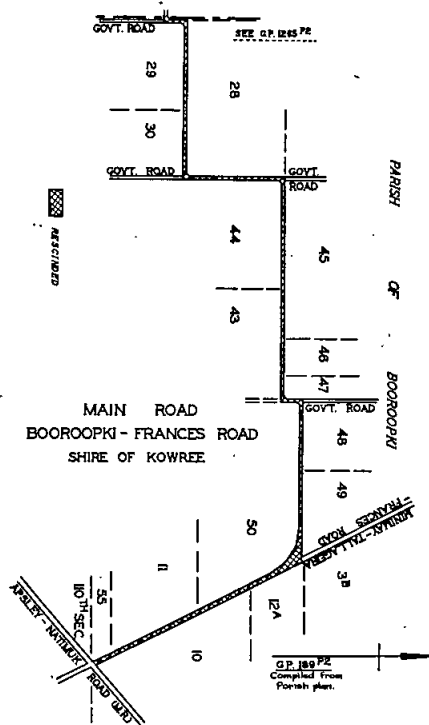 GOVT. ROAD
SEE G.P. 1265 P2
29
28
30
GOVT. ROAD
GOVT.
ROAD
PARISH OF BOOROOPKI
RESCINDED
44
45
43
46
47
GOVT. ROAD
MAIN ROAD
BOOROOPKI - FRANCES ROAD
SHIRE OF KOWREE
48
49
MINIMAY-TALLAGEIRA
-FRANCES ROAD
50
3B
11
12A
55
110TH SEC.
10
APSLEY - NATIMUK ROAD (M.R)
G.P. 189 P2
Compiled from
Parish plan.